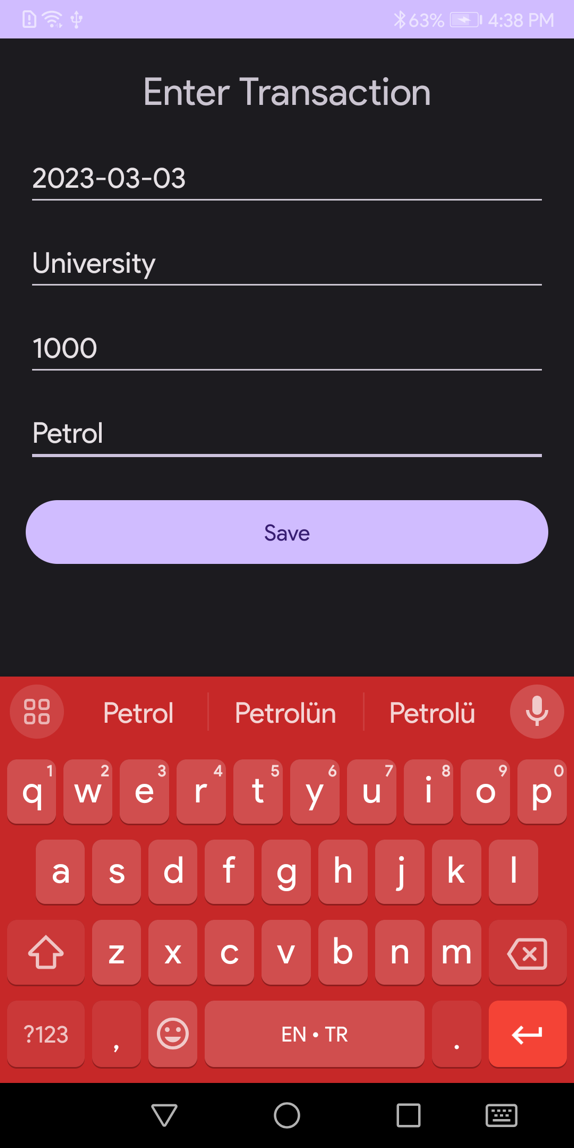 63% 4:38 PM
Enter Transaction
2023-03-03
University
1000
Petrol
Save
Petrol Petrolün Petrolü
1 2 3 4 5 6 7 8 9 0
q w e r t y u i o p
a s d f g h j k l
z x c v b n m
?123 , EN • TR .